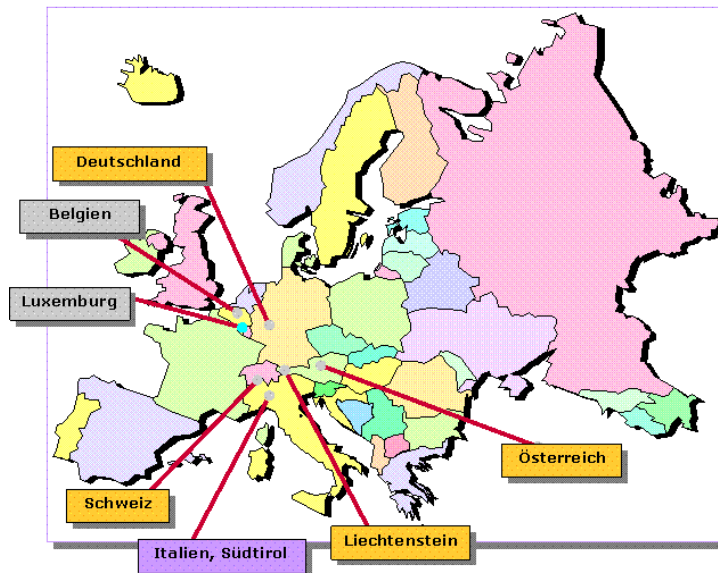 Deutschland
Belgien
Luxemburg
Österreich
Schweiz
Liechtenstein
Italien, Südtirol